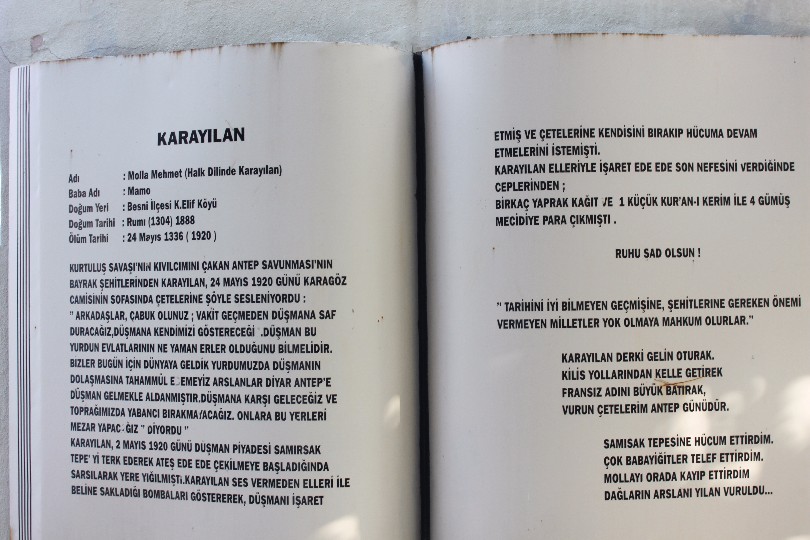 KARAYILAN
Adı : Molla Mehmet (Halk Dilinde Karayılan)
Baba Adı : Mamo
Doğum Yeri : Besni İlçesi K.Elif Köyü
Doğum Tarihi : Rumı (1304) 1888
Ölüm Tarihi : 24 Mayıs 1336 ( 1920 )
KURTULUŞ SAVAŞI'NIN KIVILCIMINI ÇAKAN ANTEP SAVUNMASI'NIN
BAYRAK ŞEHİTLERİNDEN KARAYILAN, 24 MAYIS 1920 GÜNÜ KARAGÖZ
CAMİSİNİN SOFASINDA ÇETELERİNE ŞÖYLE SESLENİYORDU :
" ARKADAŞLAR, ÇABUK OLUNUZ ; VAKİT GEÇMEDEN DÜŞMANA SAF
DURACAĞIZ,DÜŞMANA KENDİMİZİ GÖSTERECEĞİ .DÜŞMAN BU
YURDUN EVLATLARININ NE YAMAN ERLER OLDUĞUNU BİLMELİDİR.
BIZLER BUGÜN İÇİN DÜNYAYA GELDİK YURDUMUZDA DÜŞMANIN
DOLAŞMASINA TAHAMMÜL E EMEYİZ ARSLANLAR DİYAR ANTEP'E
DÜŞMAN GELMEKLE ALDANMIŞTIR.DÜŞMANA KARŞI GELECEĞİZ VE
TOPRAĞIMIZDA YABANCI BIRAKMAYACAĞIZ. ONLARA BU YERLERİ
MEZAR YAPAC ĞIZ " DİYORDU "
KARAYILAN, 2 MAYIS 1920 GÜNÜ DUŞMAN PİYADESİ SAMIRSAK
TEPE' Yİ TERK EDEREK ATEŞ EDE EDE ÇEKİLMEYE BAŞLADIĞINDA
SARSILARAK YERE YIĞILMIŞTI.KARAYILAN SES VERMEDEN ELLERİ İLE
BELİNE SAKLADIĞI BOMBALARI GÖSTEREREK, DÜŞMANI İŞARET
ETMİŞ VE ÇETELERİNE KENDİSİNİ BIRAKIP HÜCUMA DEVAM
ETMELERİNİ İSTEMİŞTİ.
KARAYILAN ELLERİYLE İŞARET EDE EDE SON NEFESİNİ VERDİĞİNDE
CEPLERİNDEN ;
BİRKAÇ YAPRAK KAĞIT VE 1 KÜÇÜK KUR'AN-I KERİM İLE 4 GÜMÜŞ
MECİDİYE PARA ÇIKMIŞTI .
RUHU SAD OLSUN !
" TARİHİNİ İYİ BİLMEYEN GEÇMİŞİNE, ŞEHİTLERİNE GEREKEN ÖNEMİ
VERMEYEN MİLLETLER YOK OLMAYA MAHKUM OLURLAR."
KARAYILAN DERKİ GELİN OTURAK.
KİLİS YOLLARINDAN KELLE GETİREK
FRANSIZ ADINI BÜYÜK BATIRAK,
VURUN ÇETELERİM ANTEP GÜNÜDÜR.
SAMISAK TEPESİNE HÜCUM ETTİRDİM.
ÇOK BABAYİĞİTLER TELEF ETTİRDİM.
MOLLAYI ORADA KAYIP ETTİRDİM
DAĞLARIN ARSLANI YILAN VURULDU...